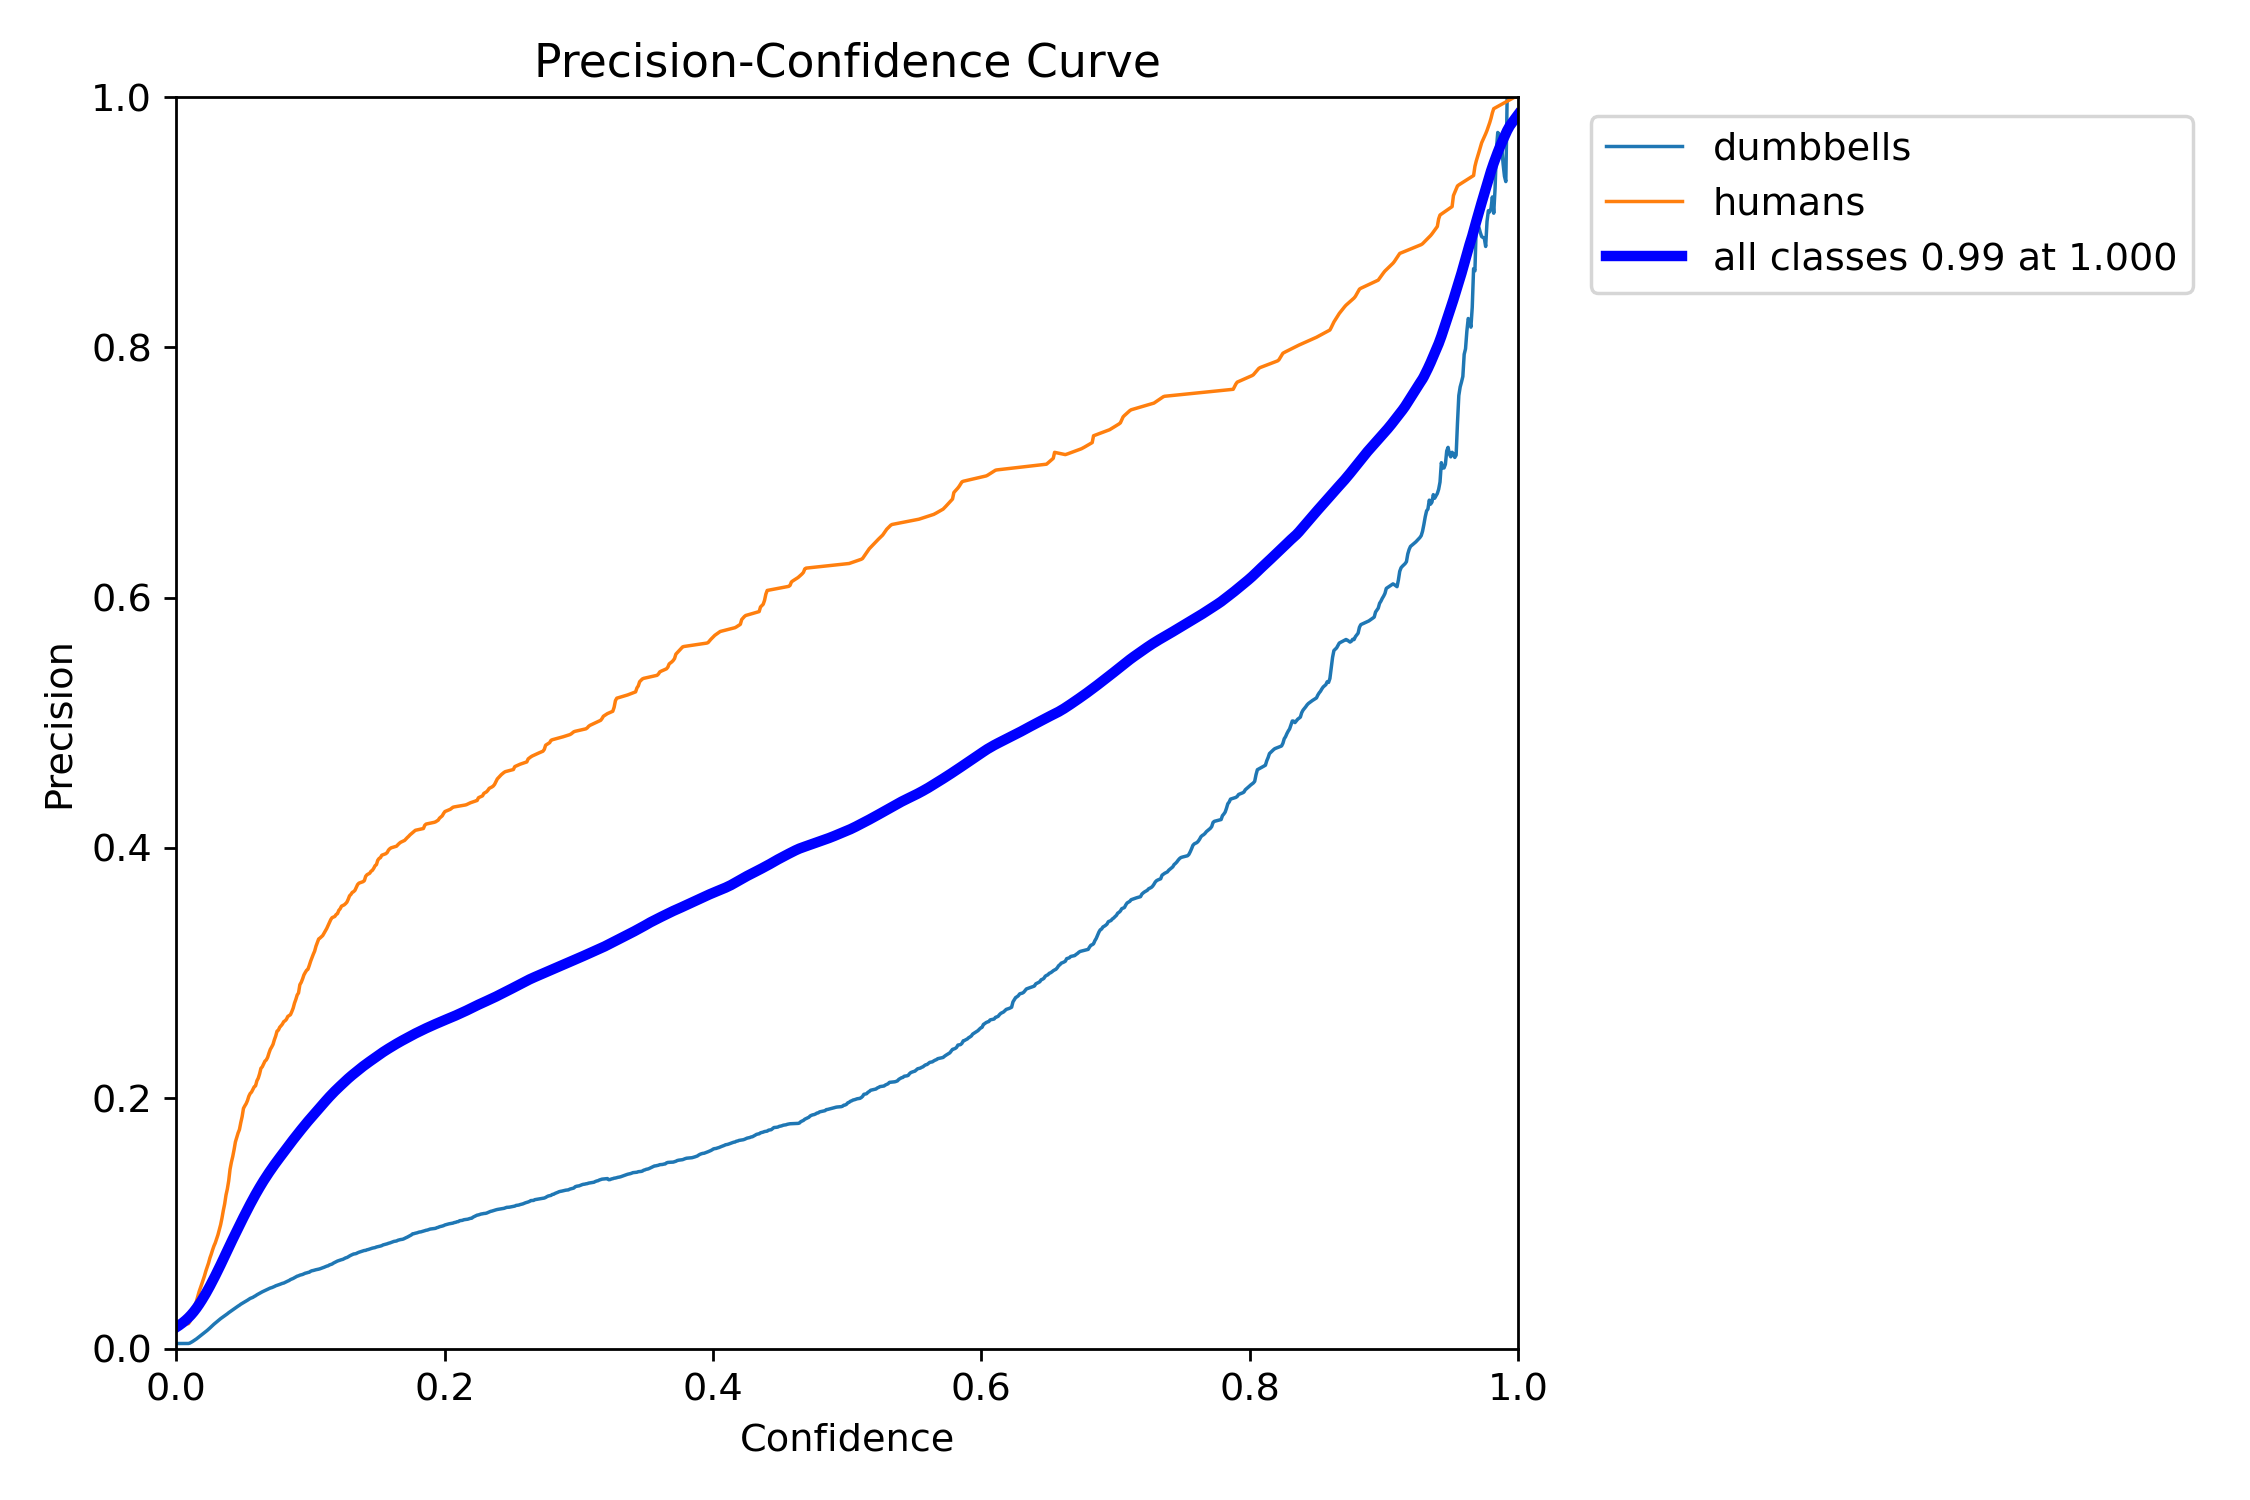 Precision-Confidence Curve
1.0
0.8
0.6
0.4
0.2
0.0
Precision
0.0 0.2 0.4 0.6 0.8 1.0
Confidence
dumbbells
humans
all classes 0.99 at 1.000